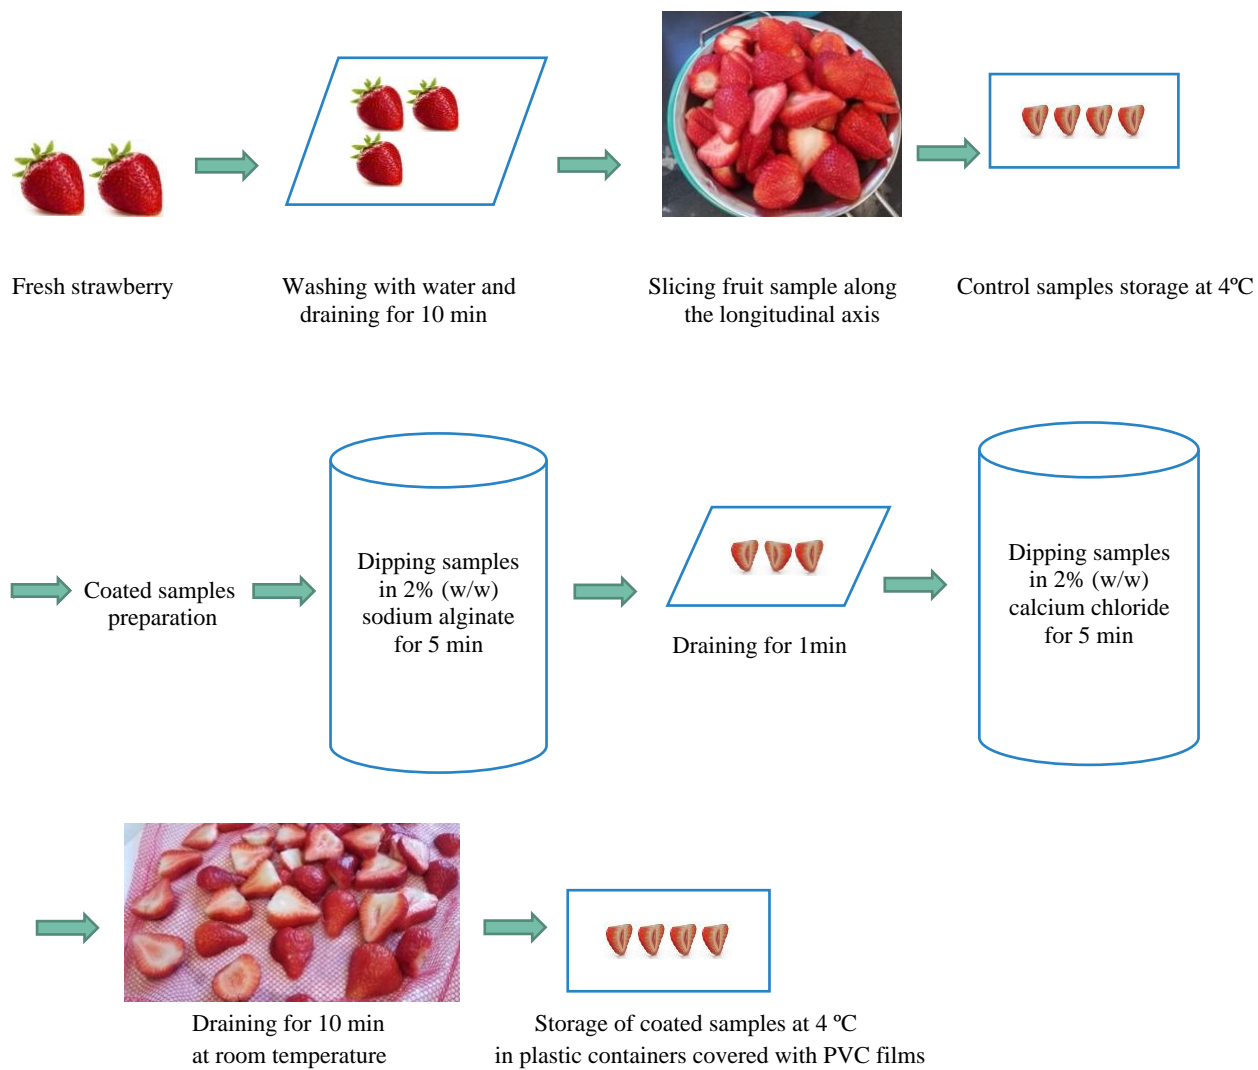 Fresh strawberry
Washing with water and
draining for 10 min
Slicing fruit sample along
the longitudinal axis
Control samples storage at 4ºC
Coated samples
preparation
Dipping samples
in 2% (w/w)
sodium alginate
for 5 min
Draining for 1min
Dipping samples
in 2% (w/w)
calcium chloride
for 5 min
Draining for 10 min
at room temperature
Storage of coated samples at 4 ºC
in plastic containers covered with PVC films